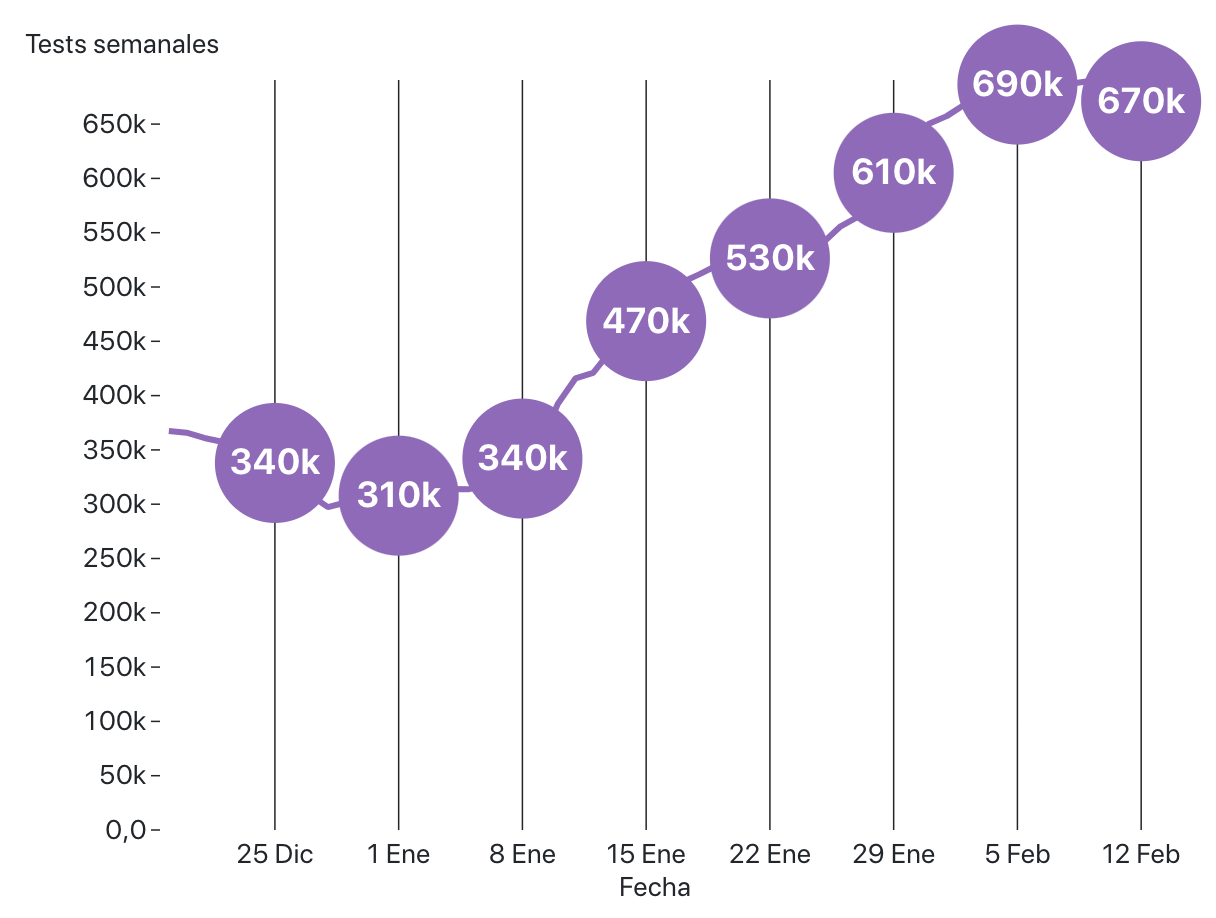 Tests semanales
690k
670k
650k
610k
600k
550k
530k
500k
470k
450k
400k
350k
340k
340k
310k
300k
250k
200k
150k
100k
50k
0,0
25 Dic 1 Ene 8 Ene 15 Ene 22 Ene 29 Ene 5 Feb 12 Feb
Fecha